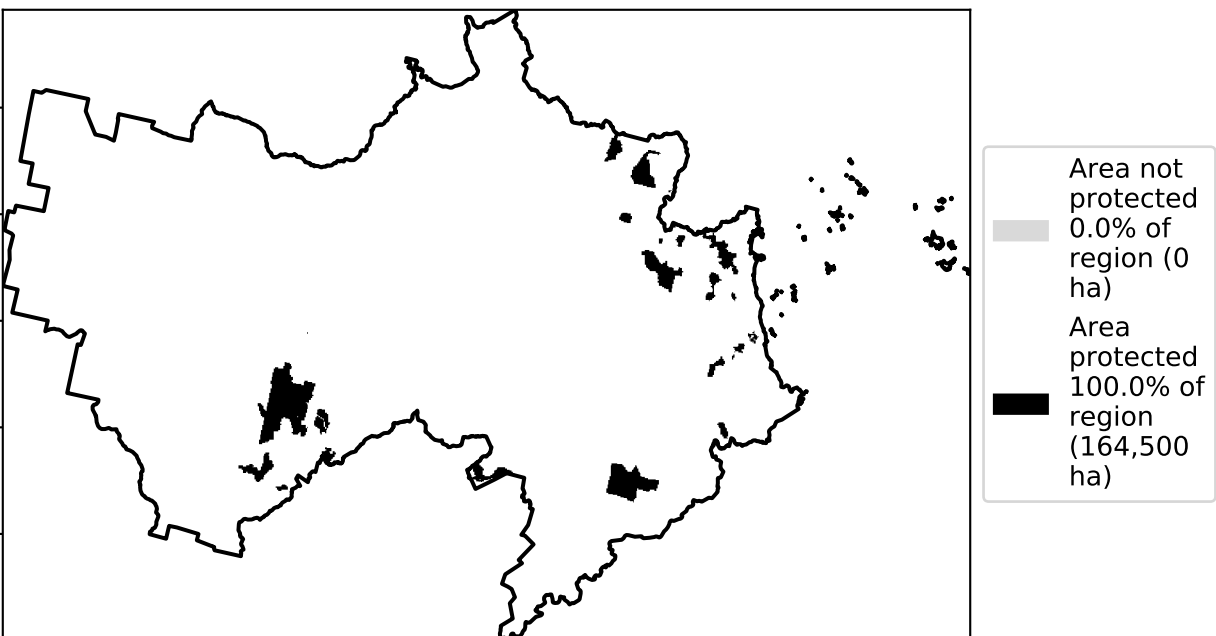 Area not
protected
0.0% of
region (0
ha)
Area
protected
100.0% of
region
(164,500
ha)